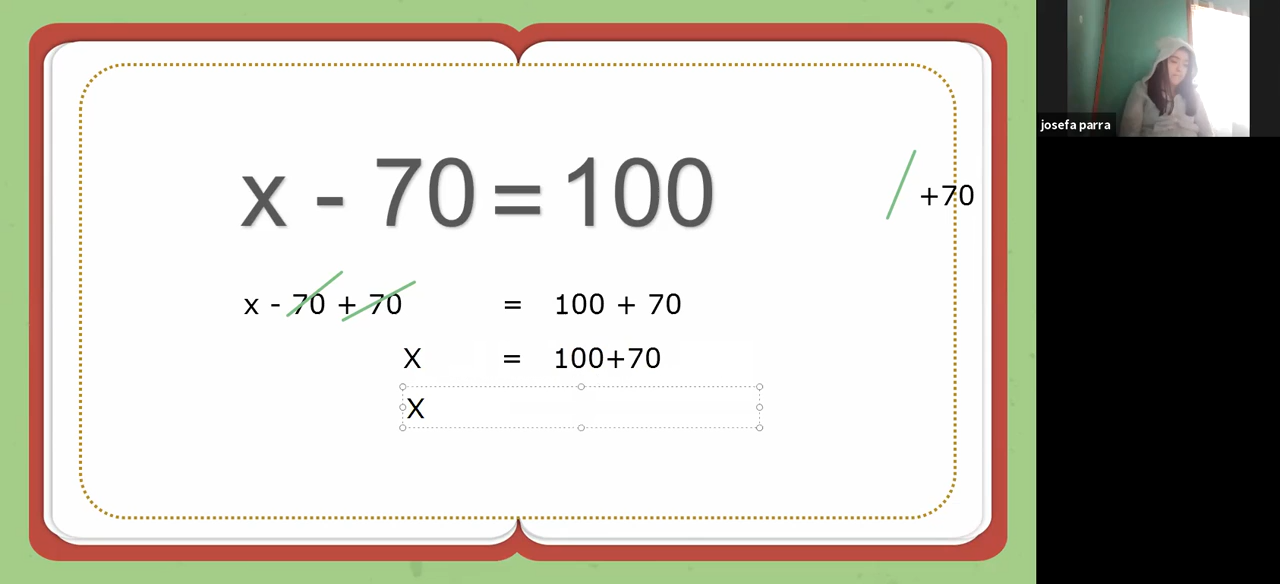 x - 70 = 100
+70
x - 70 + 70 = 100 + 70
X = 100+70
X
josefa parra